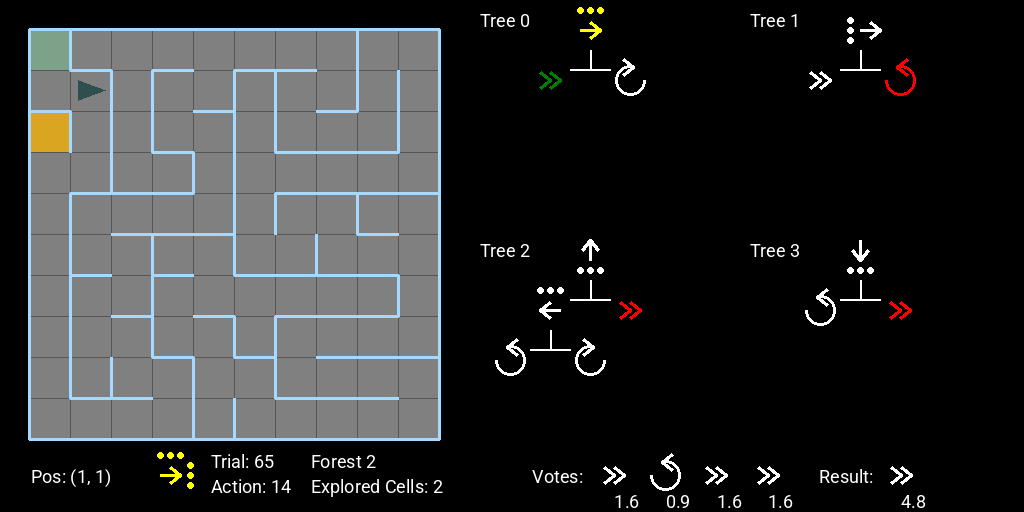 Tree 0
Tree 1
Tree 2
Tree 3
Pos: (1, 1)
Trial: 65
Forest 2
Action: 14
Explored Cells: 2
Votes:
1.6
0.9
1.6
1.6
Result:
4.8